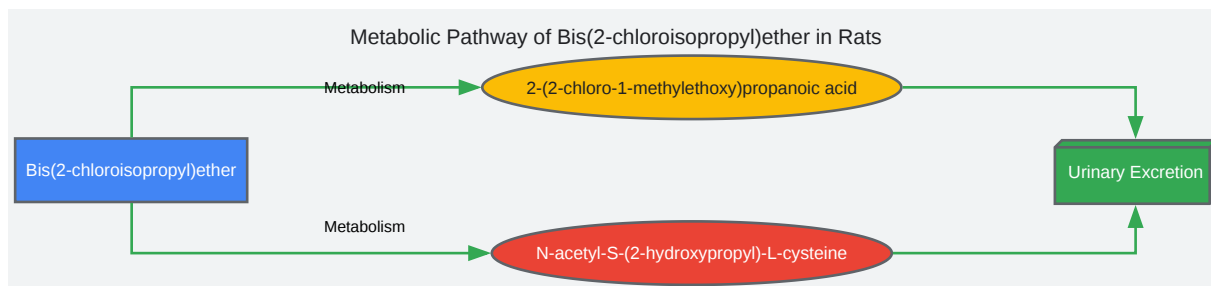 Metabolic Pathway of Bis(2-chloroisopropyl)ether in Rats
Metabolism
2-(2-chloro-1-methylethoxy)propanoic acid
Bis(2-chloroisopropyl)ether
Urinary Excretion
Metabolism
N-acetyl-S-(2-hydroxypropyl)-L-cysteine